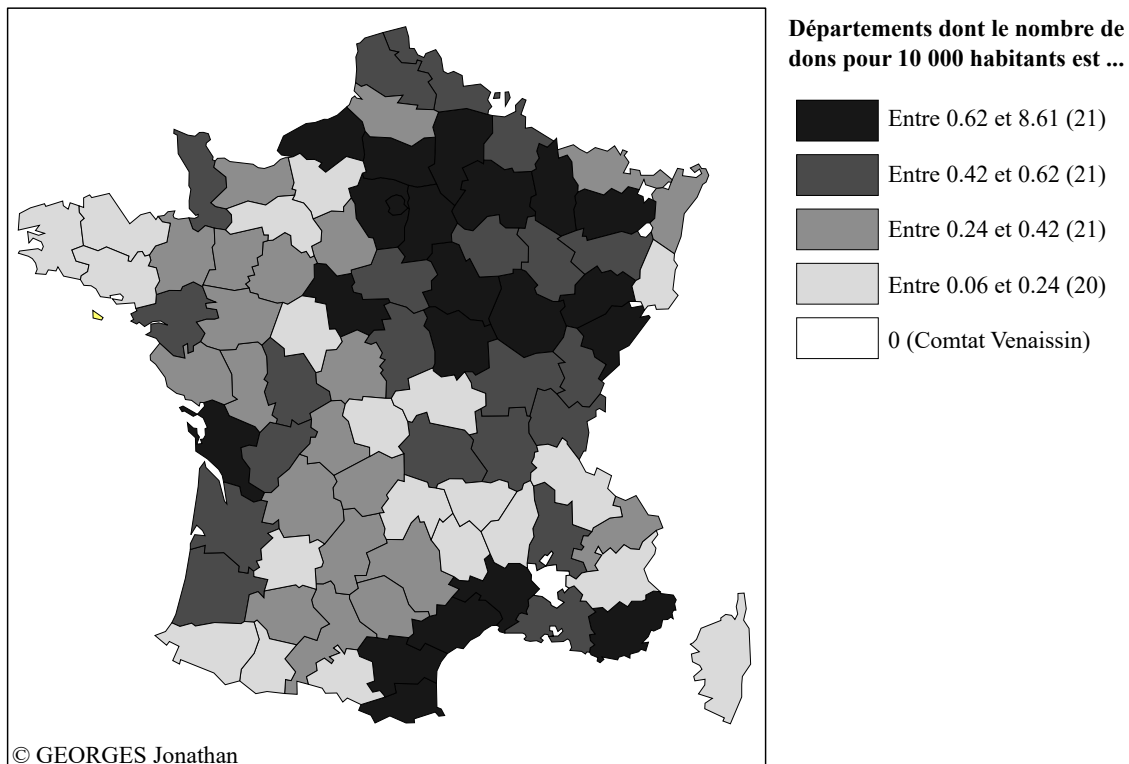 Départements dont le nombre de
dons pour 10 000 habitants est ...
Entre 0.62 et 8.61 (21)
Entre 0.42 et 0.62 (21)
Entre 0.24 et 0.42 (21)
Entre 0.06 et 0.24 (20)
0 (Comtat Venaissin)
© GEORGES Jonathan